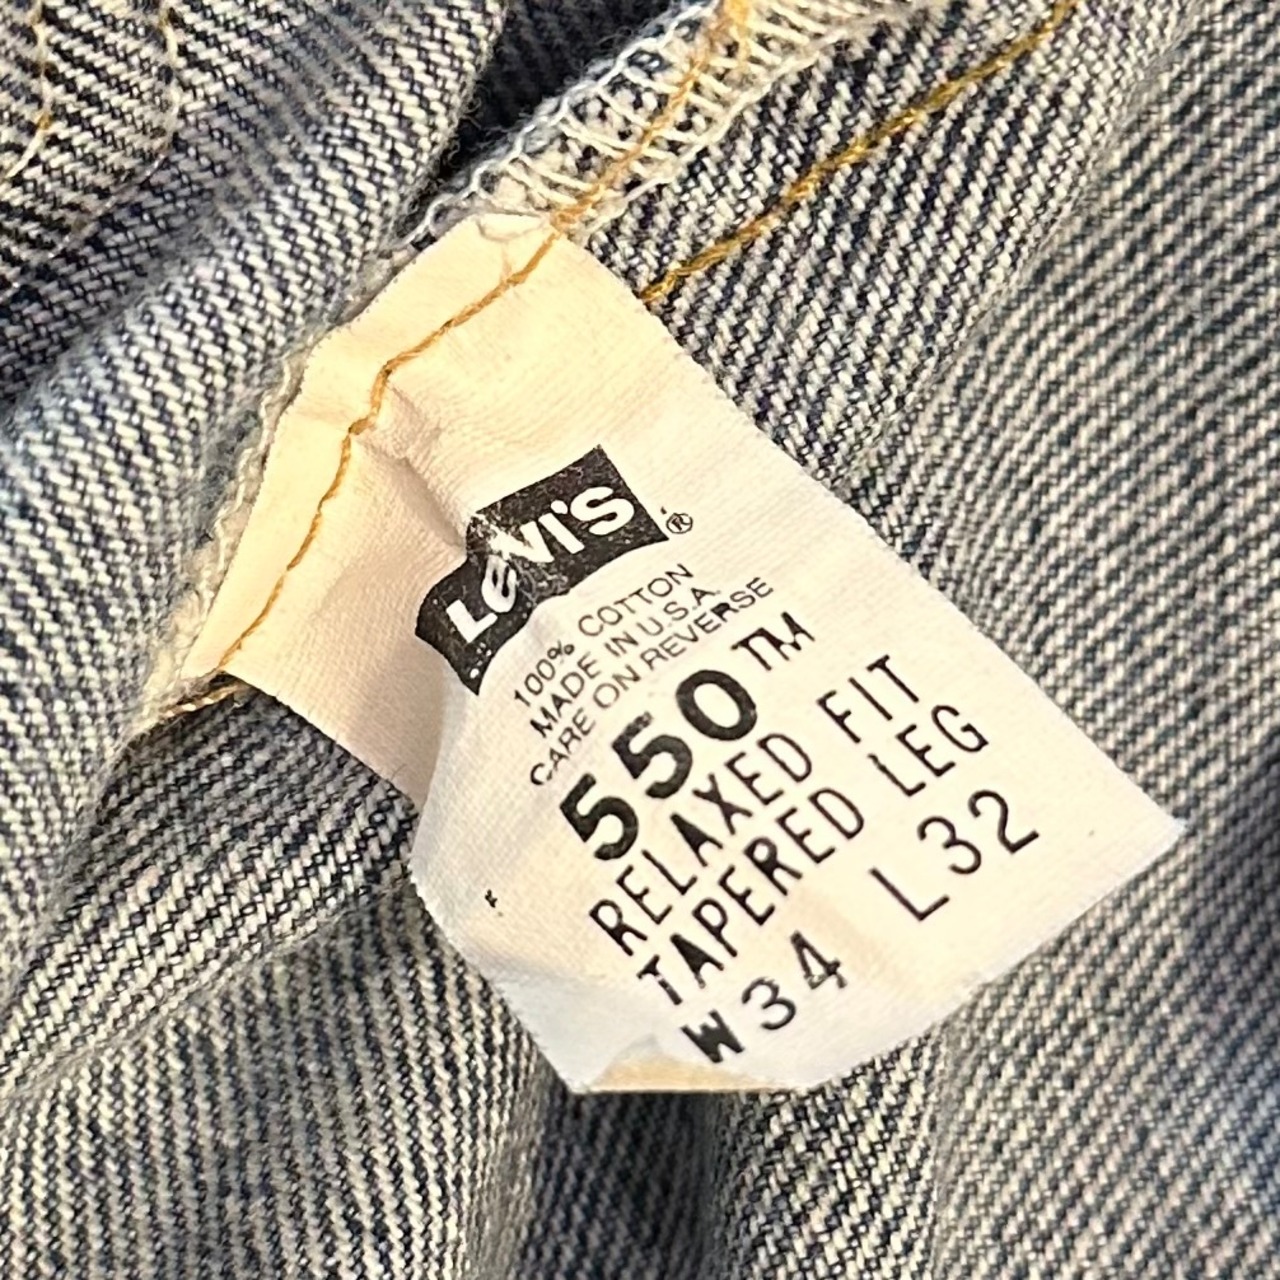 LEVI'S®
100% COTTON
MADE IN U.S.A.
CARE ON REVERSE
550™
RELAXED FIT
TAPERED LEG
W34 L32